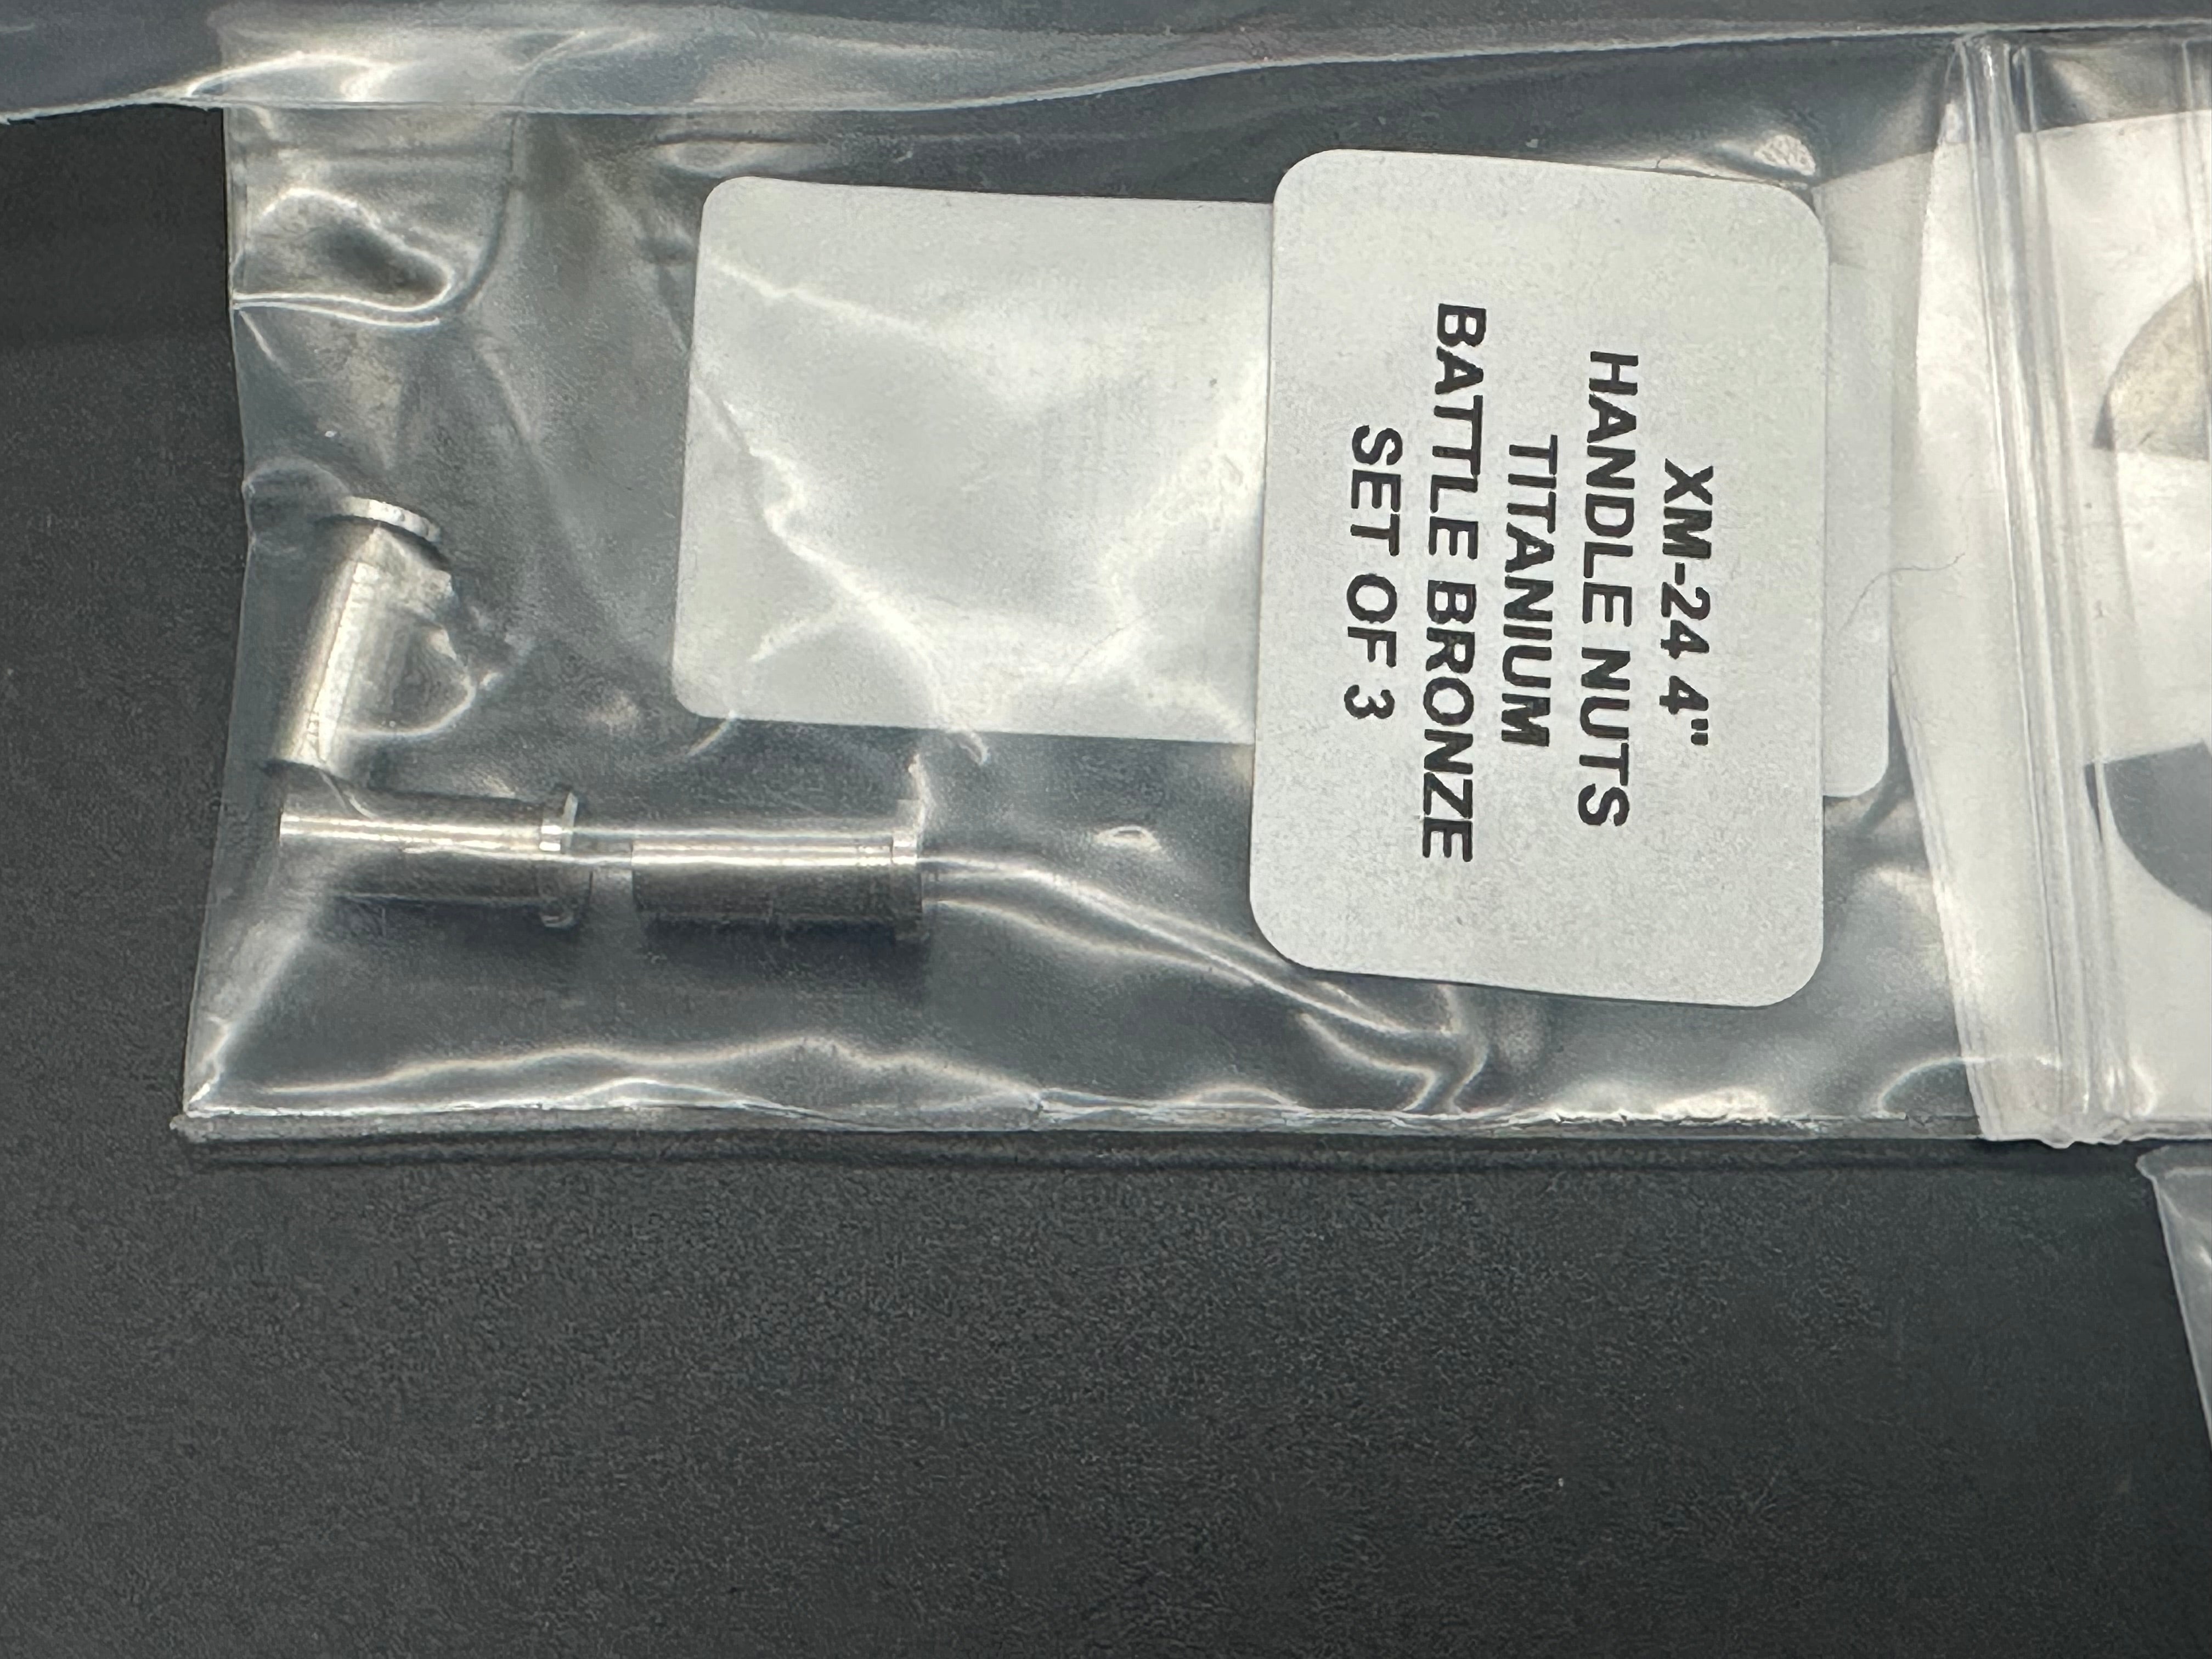 XM-24 4"
HANDLE NUTS
TITANIUM
BATTLE BRONZE
SET OF 3